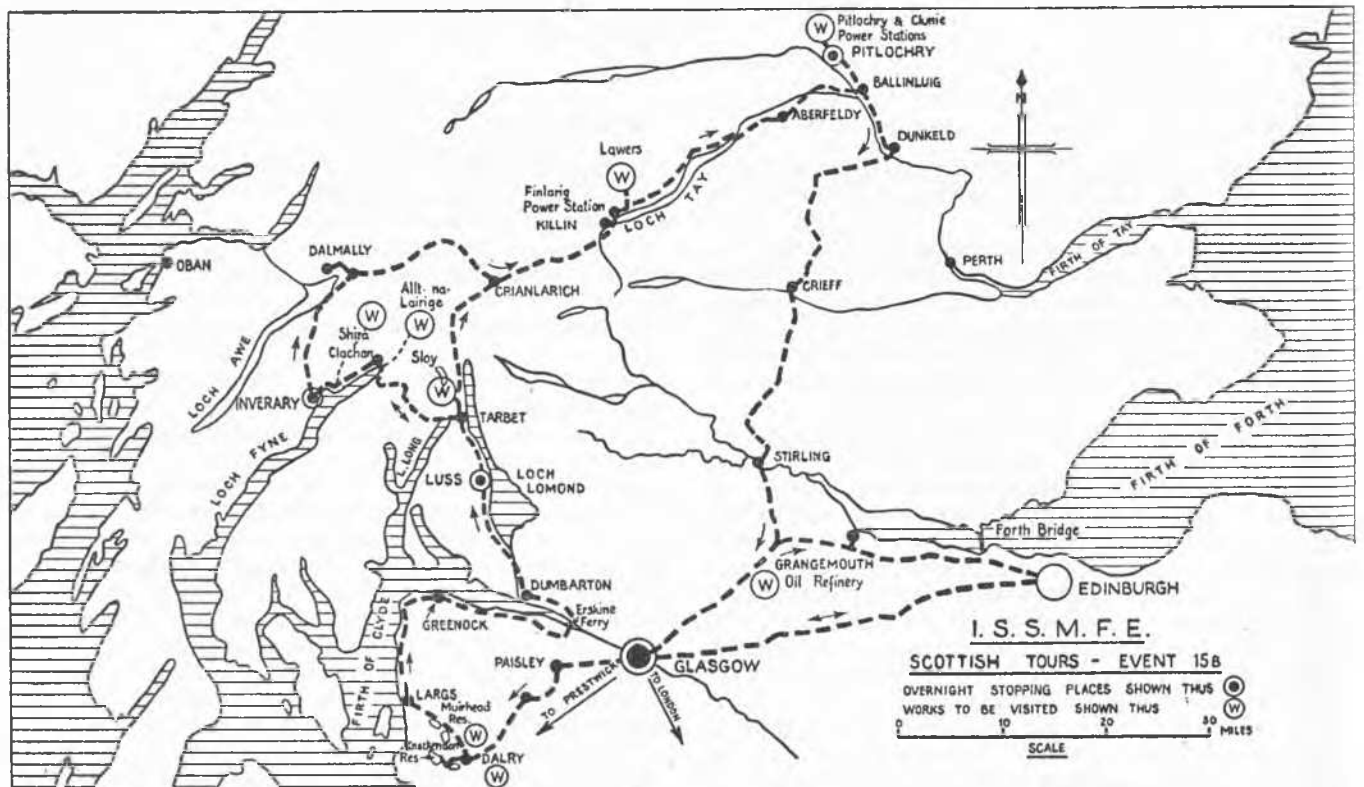 Pitlochry & Clunie
Power Stations
W
PITLOCHRY
BALLINLUIG
ABERFELDY
N
DUNKELD
Lawers
W
Finlarig
Power Station
KILLIN
LOCH TAY
DALMALLY
OBAN
CRIANLARICH
PERTH
FIRTH OF TAY
CRIEFF
Allt-na-
Lairige
W
Shira
&
Clachan
W
Sloy
W
LOCH AWE
INVERARY
TARBET
LOCH FYNE
L. LONG
LUSS
LOCH
LOMOND
STIRLING
FIRTH OF FORTH
Forth Bridge
GRANGEMOUTH
Oil Refinery
W
EDINBURGH
DUMBARTON
Erskine
Ferry
GREENOCK
FIRTH OF CLYDE
PAISLEY
GLASGOW
TO PRESTWICK
TO LONDON
LARGS
Muirhead
Res.
W
Res
DALRY
W
I.S.S.M.F.E.
SCOTTISH TOURS - EVENT 15B
OVERNIGHT STOPPING PLACES SHOWN THUS
WORKS TO BE VISITED SHOWN THUS W
0 10 20 30 MILES
SCALE